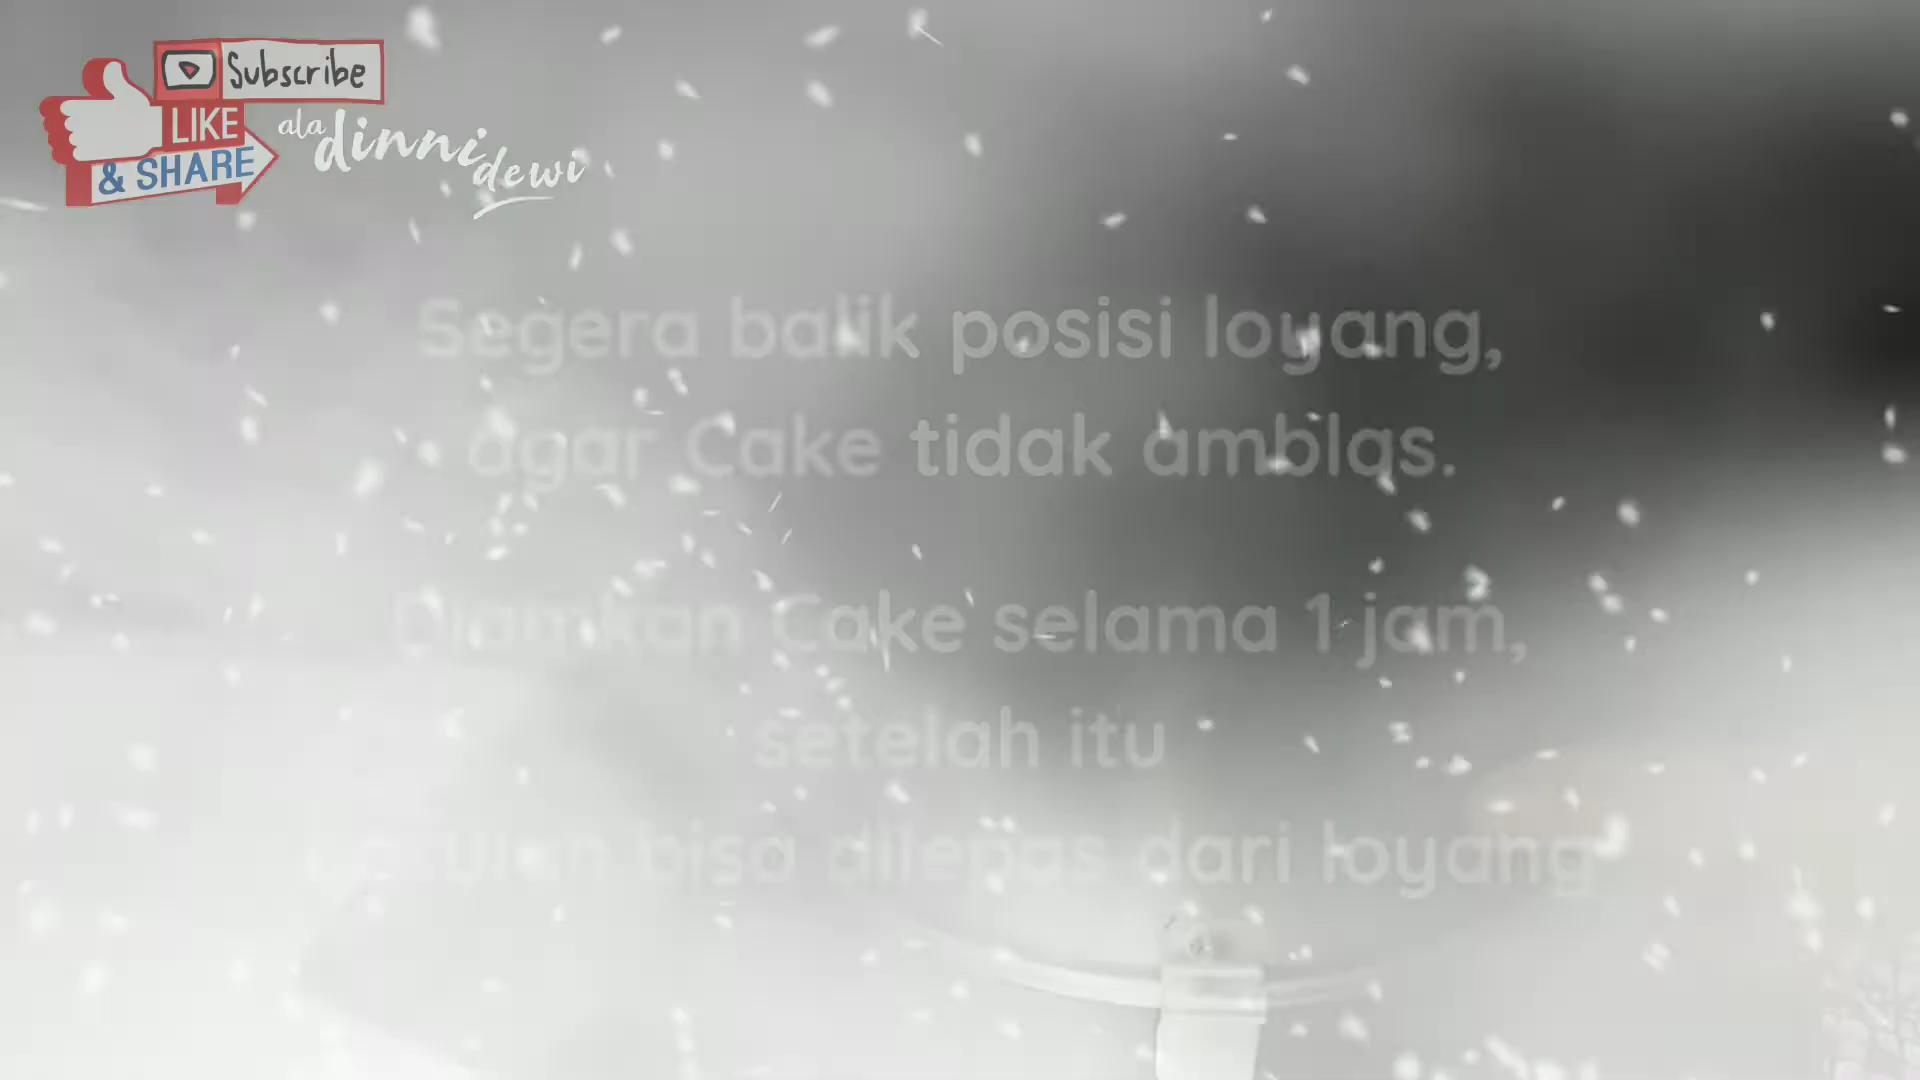 Subscribe
LIKE
& SHARE
ala
dinni
dewi
Segera balik posisi loyang,
agar Cake tidak amblas.
Diamkan Cake selama 1 jam,
setelah itu
bisa dilepas dari loyang